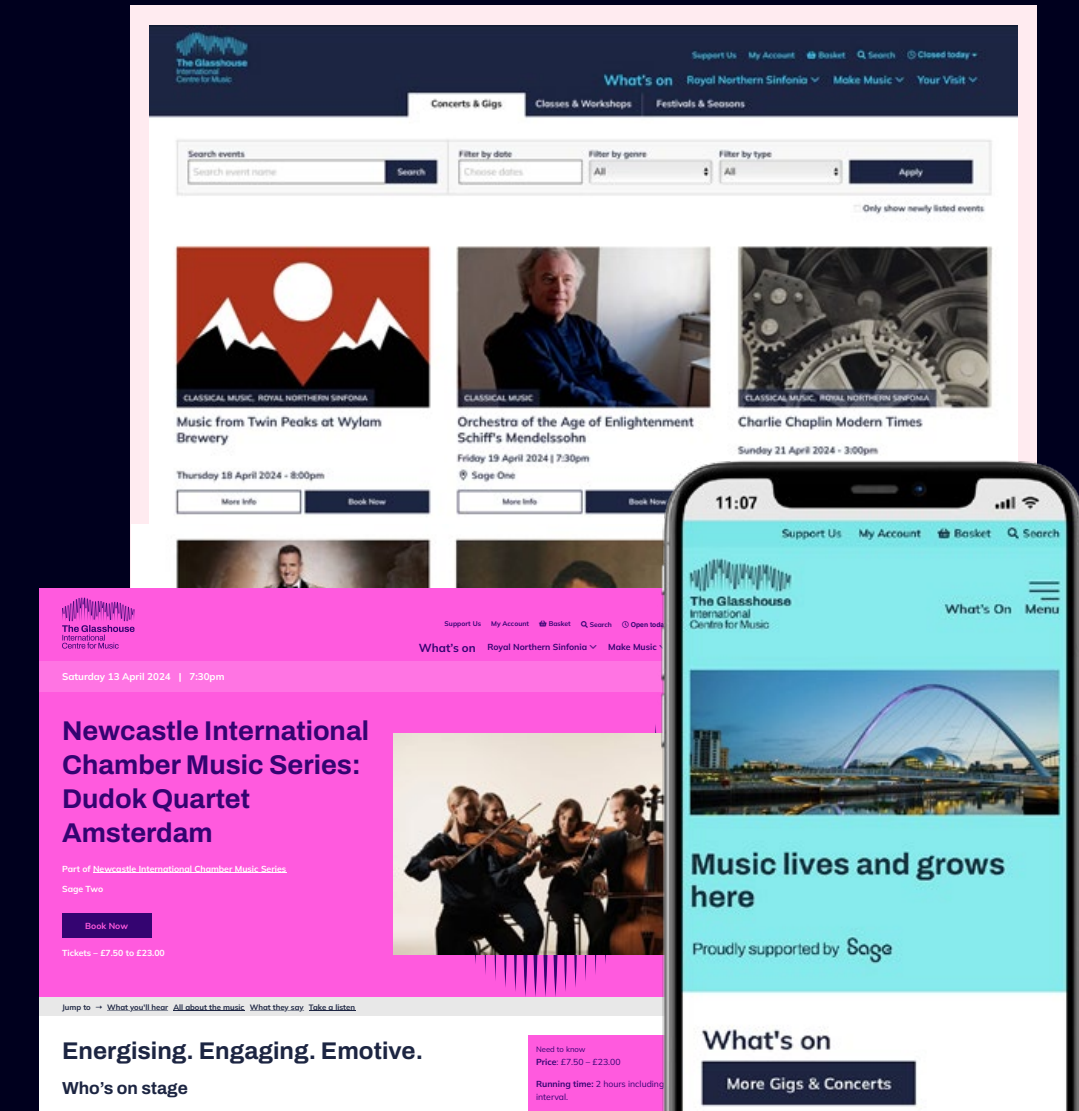 The Glasshouse
International
Centre for Music
Support Us My Account Basket Search Closed today
What's on Royal Northern Sinfonia Make Music Your Visit
Concerts & Gigs Classes & Workshops Festivals & Seasons
Search events Filter by date Filter by genre Filter by type
Search event name Search Choose dates All All Apply
Only show newly listed events
CLASSICAL MUSIC, ROYAL NORTHERN SINFONIA
Music from Twin Peaks at Wylam
Brewery
Thursday 18 April 2024 - 8:00pm
More Info Book Now
CLASSICAL MUSIC
Orchestra of the Age of Enlightenment
Schiff's Mendelssohn
Friday 19 April 2024 | 7:30pm
Sage One
More Info Book Now
CLASSICAL MUSIC, ROYAL NORTHERN SINFONIA
Charlie Chaplin Modern Times
Sunday 21 April 2024 - 3:00pm
The Glasshouse
International
Centre for Music
Support Us My Account Basket Search Open
What's on Royal Northern Sinfonia Make Music
Saturday 13 April 2024 | 7:30pm
Newcastle International
Chamber Music Series:
Dudok Quartet
Amsterdam
Part of Newcastle International Chamber Music Series
Sage Two
Book Now
Tickets – £7.50 to £23.00
Jump to → What you'll hear All about the music What they say Take a listen
Energising. Engaging. Emotive.
Who's on stage
Need to know
Price: £7.50 – £23.00
Running time: 2 hours including
interval.
11:07
Support Us My Account Basket Search
The Glasshouse
International
Centre for Music
What's On Menu
Music lives and grows
here
Proudly supported by Sage
What's on
More Gigs & Concerts